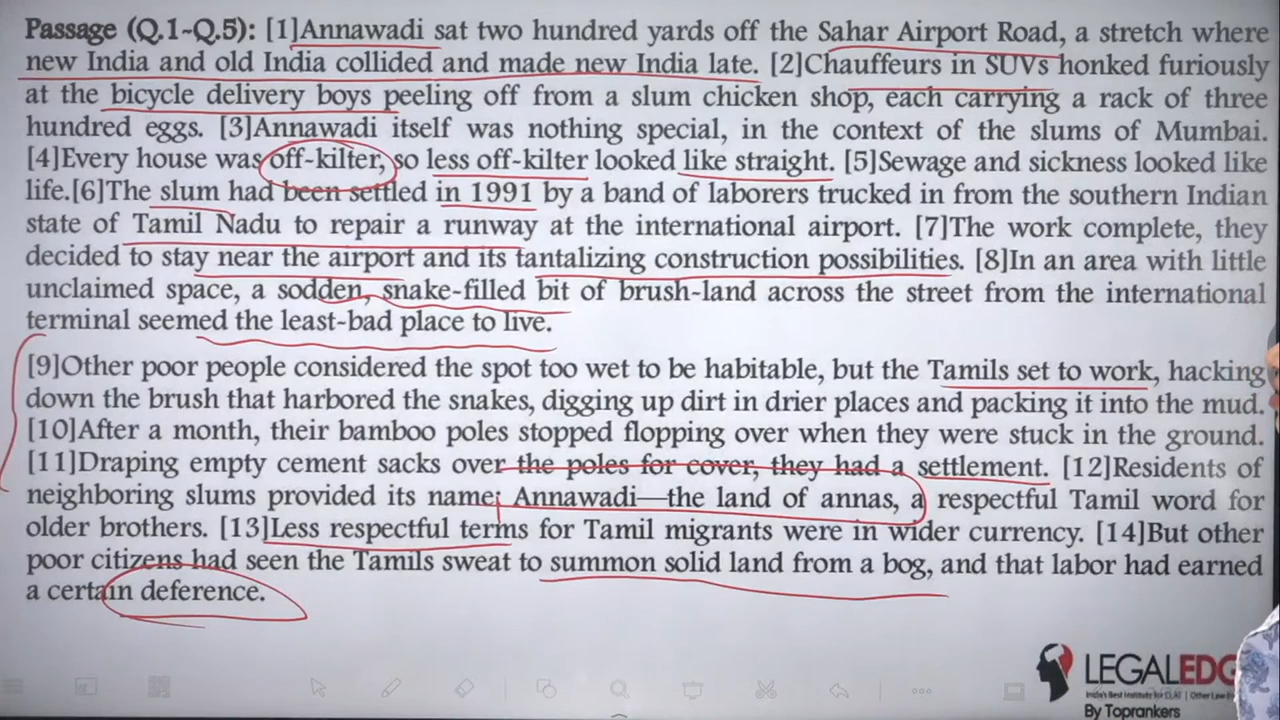 Passage (Q.1-Q.5): [1]Annawadi sat two hundred yards off the Sahar Airport Road, a stretch where
new India and old India collided and made new India late. [2]Chauffeurs in SUVs honked furiously
at the bicycle delivery boys peeling off from a slum chicken shop, each carrying a rack of three
hundred eggs. [3]Annawadi itself was nothing special, in the context of the slums of Mumbai.
[4]Every house was off-kilter, so less off-kilter looked like straight. [5]Sewage and sickness looked like
life.[6]The slum had been settled in 1991 by a band of laborers trucked in from the southern Indian
state of Tamil Nadu to repair a runway at the international airport. [7]The work complete, they
decided to stay near the airport and its tantalizing construction possibilities. [8]In an area with little
unclaimed space, a sodden, snake-filled bit of brush-land across the street from the international
terminal seemed the least-bad place to live.
[9]Other poor people considered the spot too wet to be habitable, but the Tamils set to work, hacking
down the brush that harbored the snakes, digging up dirt in drier places and packing it into the mud.
[10]After a month, their bamboo poles stopped flopping over when they were stuck in the ground.
[11]Draping empty cement sacks over the poles for cover, they had a settlement. [12]Residents of
neighboring slums provided its name: Annawadi—the land of annas, a respectful Tamil word for
older brothers. [13]Less respectful terms for Tamil migrants were in wider currency. [14]But other
poor citizens had seen the Tamils sweat to summon solid land from a bog, and that labor had earned
a certain deference.
LEGALEDG
India's Best Institute for CLAT | Other Law
By Toprankers